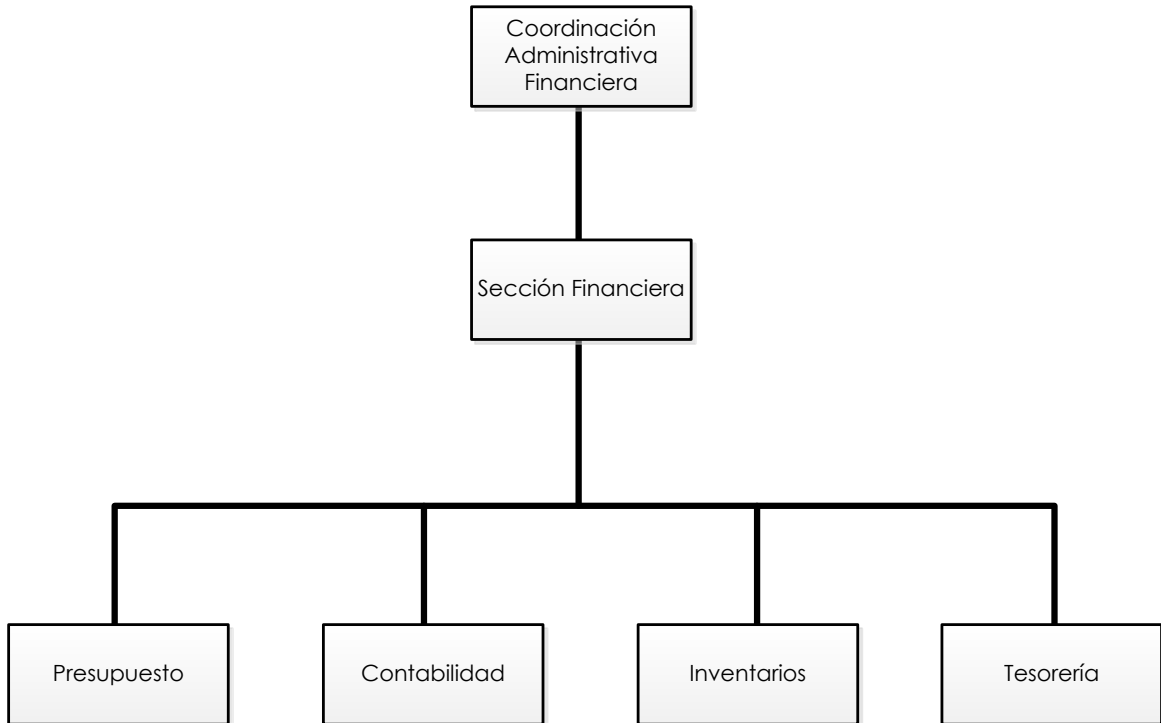 Coordinación
Administrativa
Financiera
Sección Financiera
Presupuesto
Contabilidad
Inventarios
Tesorería